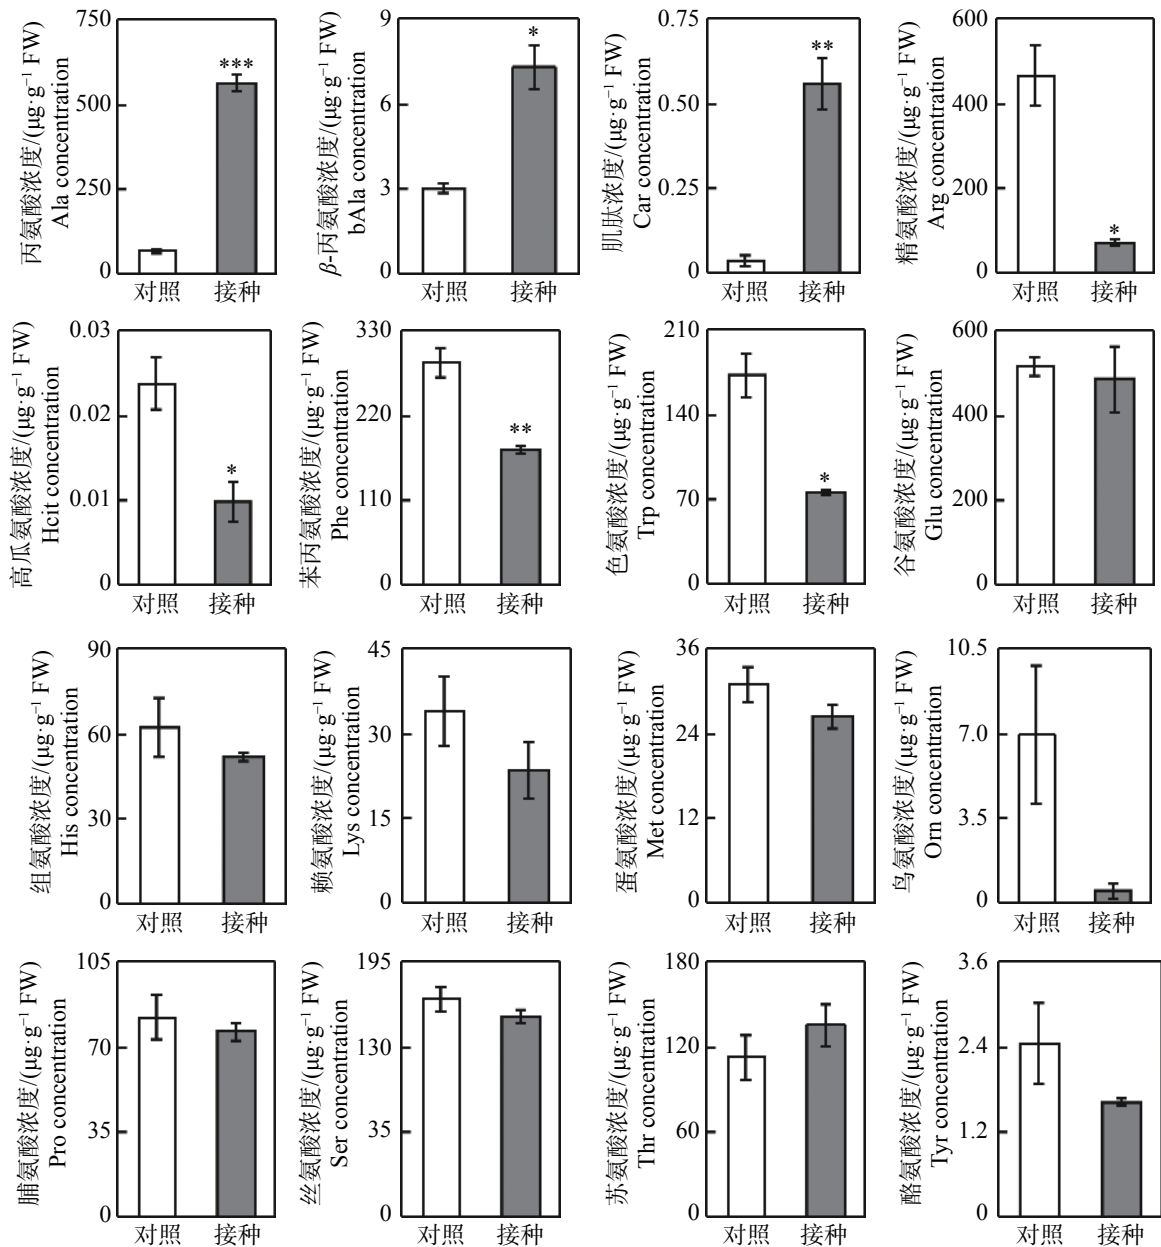 丙氨酸浓度/(μg·g⁻¹ FW)
Ala concentration
750
500
250
0
***
对照 接种
β-丙氨酸浓度/(μg·g⁻¹ FW)
bAla concentration
9
6
3
0
*
对照 接种
肌肽浓度/(μg·g⁻¹ FW)
Car concentration
0.75
0.50
0.25
0
**
对照 接种
精氨酸浓度/(μg·g⁻¹ FW)
Arg concentration
600
400
200
0
*
对照 接种
高瓜氨酸浓度/(μg·g⁻¹ FW)
Hcit concentration
0.03
0.02
0.01
0
*
对照 接种
苯丙氨酸浓度/(μg·g⁻¹ FW)
Phe concentration
330
220
110
0
**
对照 接种
色氨酸浓度/(μg·g⁻¹ FW)
Trp concentration
210
140
70
0
*
对照 接种
谷氨酸浓度/(μg·g⁻¹ FW)
Glu concentration
600
400
200
0
对照 接种
组氨酸浓度/(μg·g⁻¹ FW)
His concentration
90
60
30
0
对照 接种
赖氨酸浓度/(μg·g⁻¹ FW)
Lys concentration
45
30
15
0
对照 接种
蛋氨酸浓度/(μg·g⁻¹ FW)
Met concentration
36
24
12
0
对照 接种
鸟氨酸浓度/(μg·g⁻¹ FW)
Orn concentration
10.5
7.0
3.5
0
对照 接种
脯氨酸浓度/(μg·g⁻¹ FW)
Pro concentration
105
70
35
0
对照 接种
丝氨酸浓度/(μg·g⁻¹ FW)
Ser concentration
195
130
35
0
对照 接种
苏氨酸浓度/(μg·g⁻¹ FW)
Thr concentration
180
120
60
0
对照 接种
酪氨酸浓度/(μg·g⁻¹ FW)
Tyr concentration
3.6
2.4
1.2
0
对照 接种